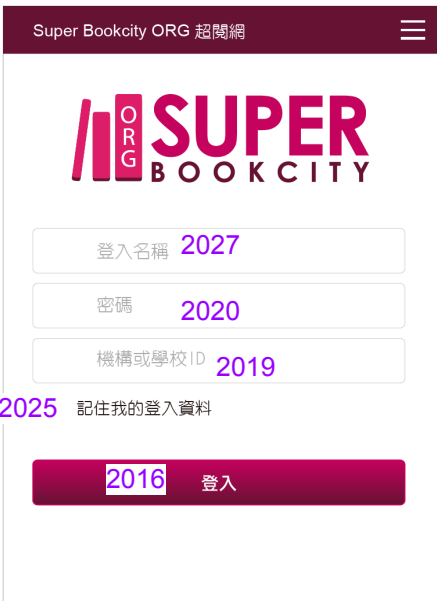 Super Bookcity ORG 超閱網
ORG SUPER
BOOKCITY
登入名稱 2027
密碼 2020
機構或學校ID 2019
2025 記住我的登入資料
2016 登入